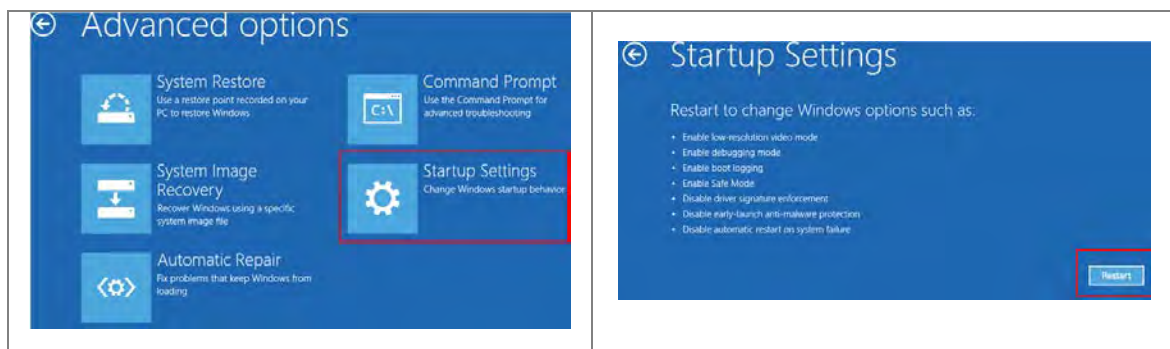 Advanced options
System Restore
Use a restore point recorded on your
PC to restore Windows
Command Prompt
Use the Command Prompt for
advanced troubleshooting
C:\
System Image
Recovery
Recover Windows using a specific
system image file
Startup Settings
Change Windows startup behavior
Automatic Repair
Fix problems that keep Windows from
loading
Startup Settings
Restart to change Windows options such as:
• Enable low-resolution video mode
• Enable debugging mode
• Enable boot logging
• Enable Safe Mode
• Disable driver signature enforcement
• Disable early-launch anti-malware protection
• Disable automatic restart on system failure
Restart